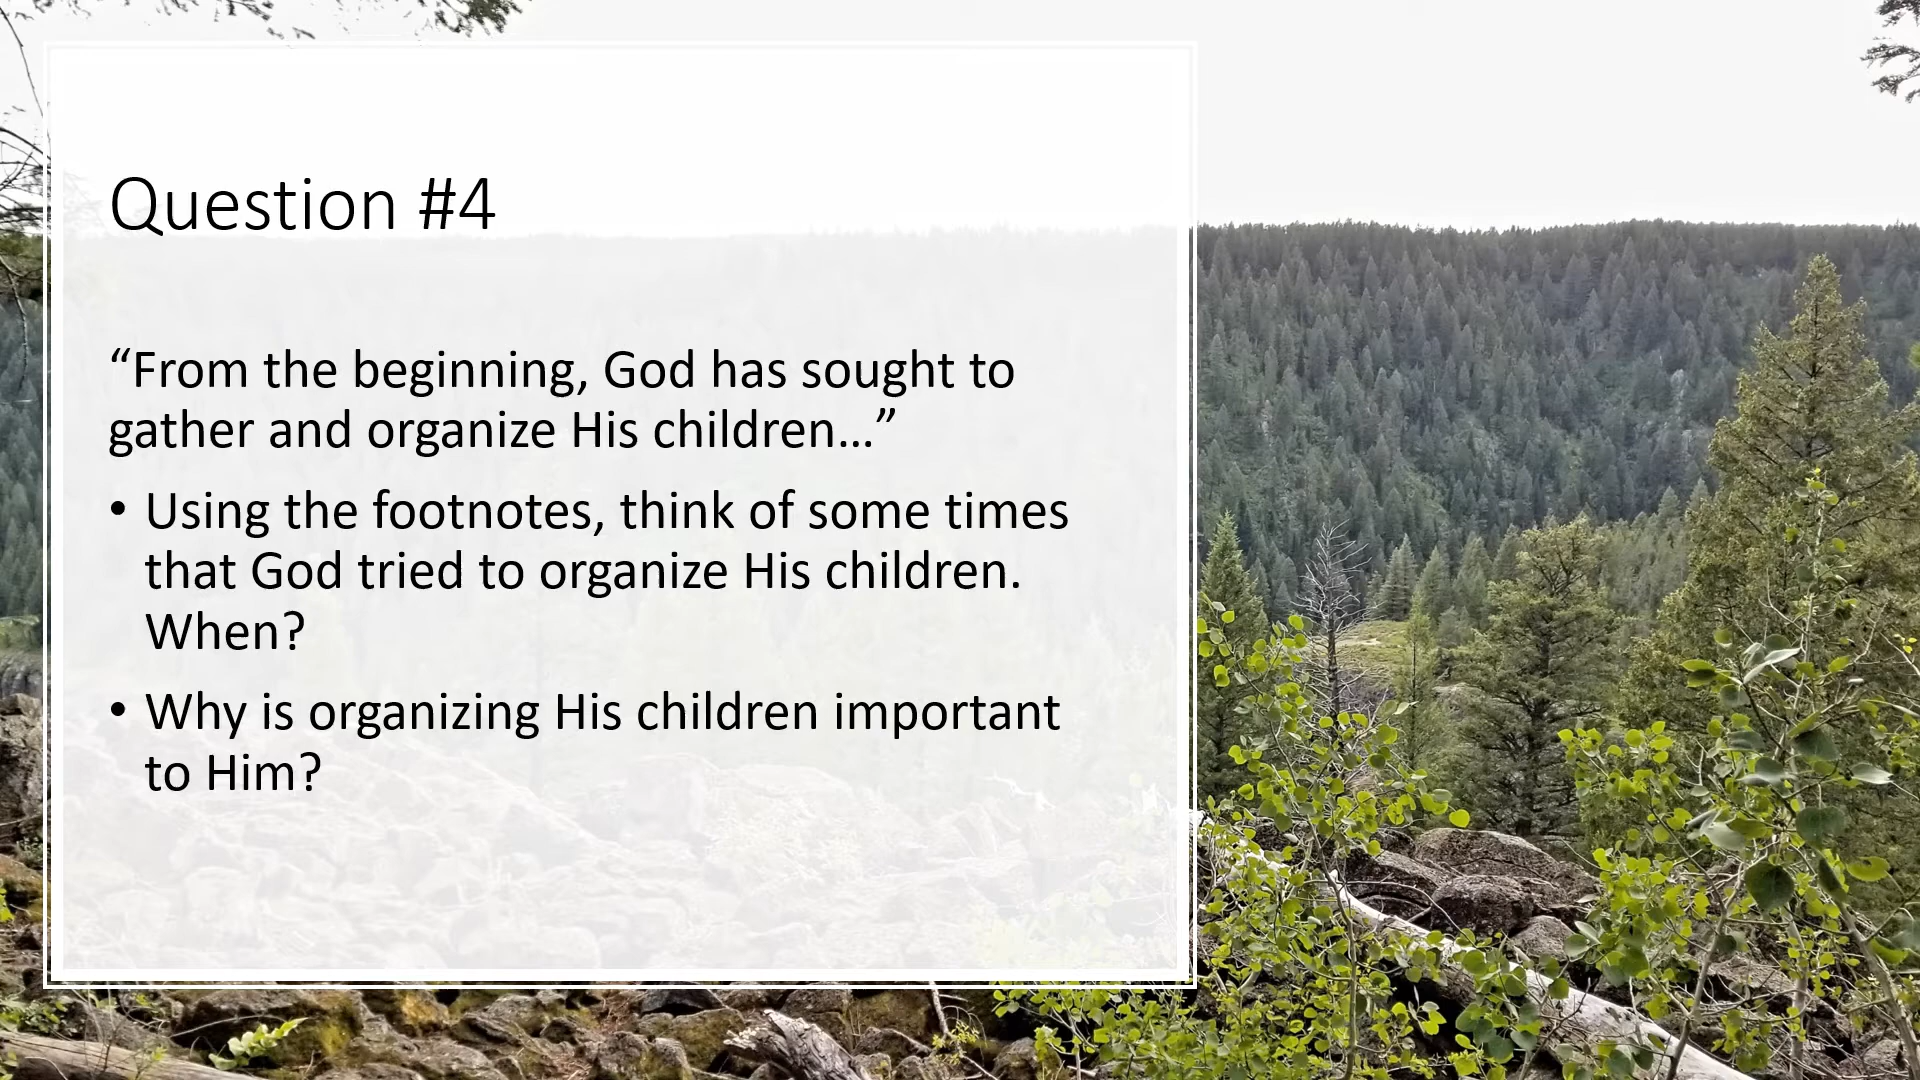 Question #4
“From the beginning, God has sought to
gather and organize His children…”
• Using the footnotes, think of some times
that God tried to organize His children.
When?
• Why is organizing His children important
to Him?